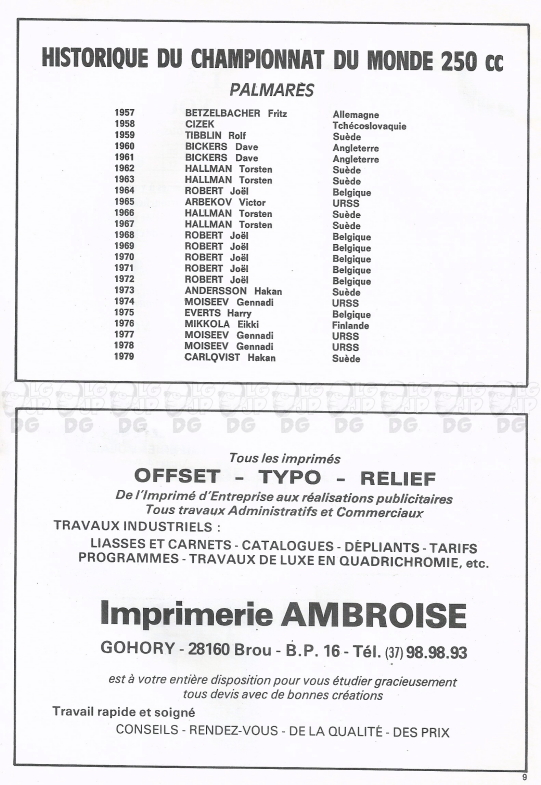 HISTORIQUE DU CHAMPIONNAT DU MONDE 250 cc
PALMARÈS
1957 BETZELBACHER Fritz Allemagne
1958 CIZEK Tchécoslovaquie
1959 TIBBLIN Rolf Suède
1960 BICKERS Dave Angleterre
1961 BICKERS Dave Angleterre
1962 HALLMAN Torsten Suède
1963 HALLMAN Torsten Suède
1964 ROBERT Joël Belgique
1965 ARBEKOV Victor URSS
1966 HALLMAN Torsten Suède
1967 HALLMAN Torsten Suède
1968 ROBERT Joël Belgique
1969 ROBERT Joël Belgique
1970 ROBERT Joël Belgique
1971 ROBERT Joël Belgique
1972 ROBERT Joël Belgique
1973 ANDERSSON Hakan Suède
1974 MOISEEV Gennadi URSS
1975 EVERTS Harry Belgique
1976 MIKKOLA Eikki Finlande
1977 MOISEEV Gennadi URSS
1978 MOISEEV Gennadi URSS
1979 CARLQVIST Hakan Suède
Tous les imprimés
OFFSET - TYPO - RELIEF
De l'Imprimé d'Entreprise aux réalisations publicitaires
Tous travaux Administratifs et Commerciaux
TRAVAUX INDUSTRIELS :
LIASSES ET CARNETS - CATALOGUES - DÉPLIANTS - TARIFS
PROGRAMMES - TRAVAUX DE LUXE EN QUADRICHROMIE, etc.
Imprimerie AMBROISE
GOHORY - 28160 Brou - B.P. 16 - Tél. (37) 98.98.93
est à votre entière disposition pour vous étudier gracieusement
tous devis avec de bonnes créations
Travail rapide et soigné
CONSEILS - RENDEZ-VOUS - DE LA QUALITÉ - DES PRIX
9